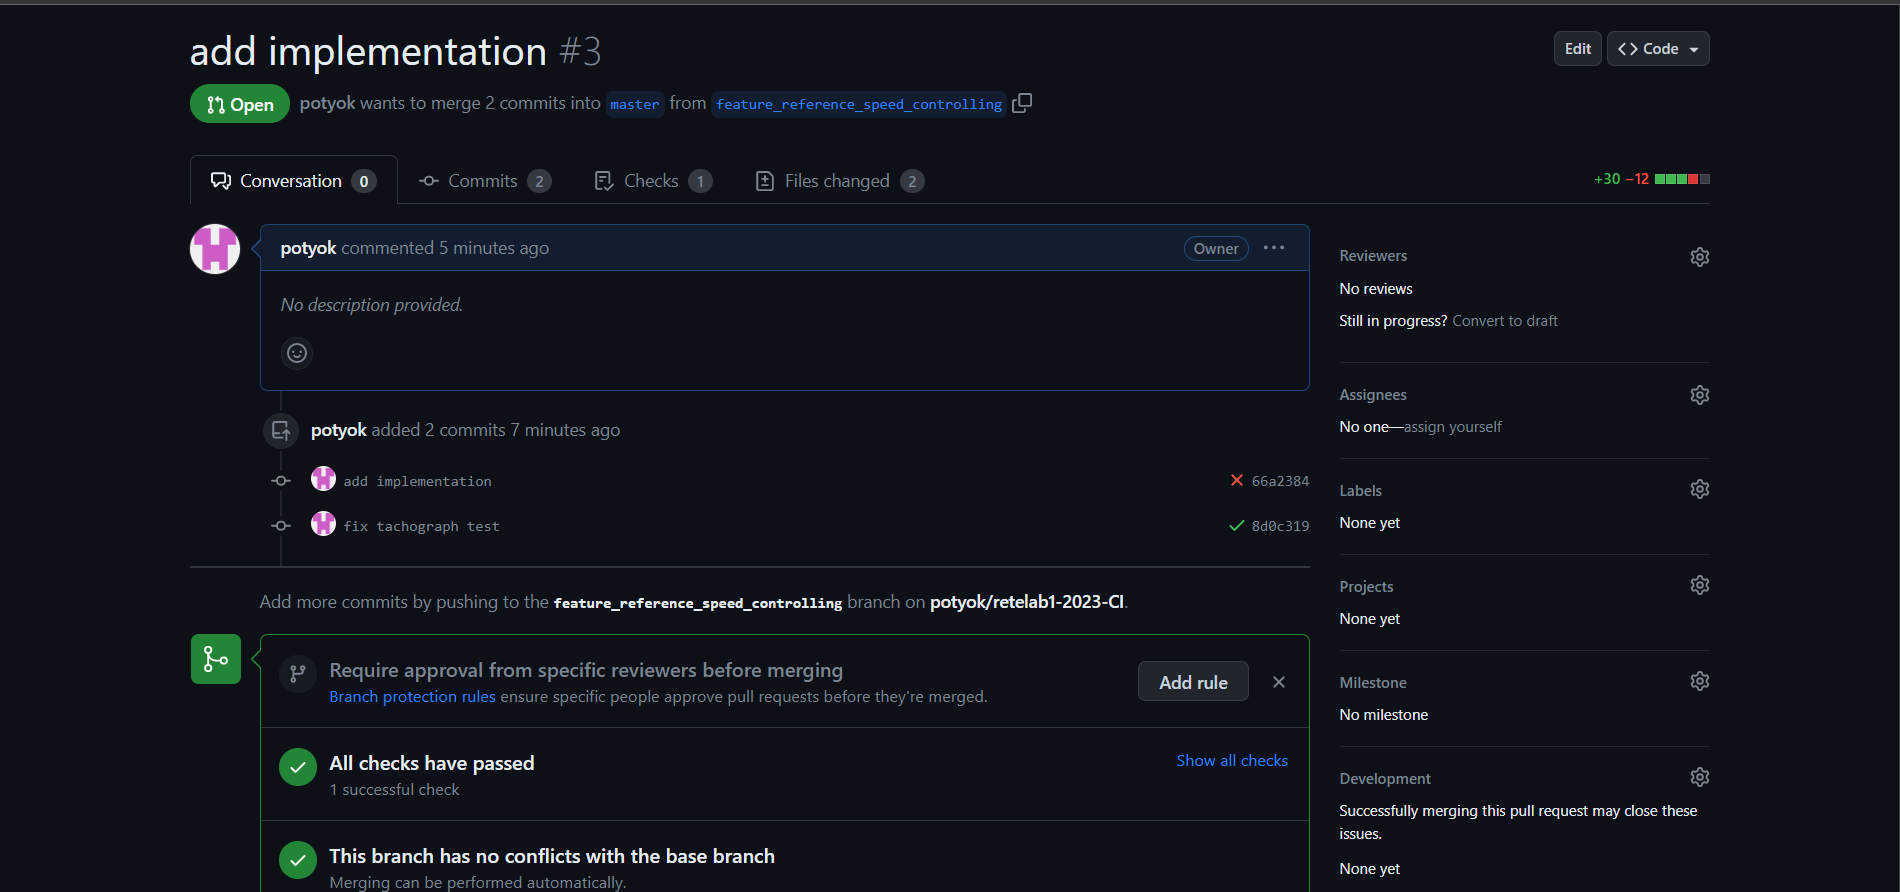 add implementation #3
Edit
Code
Open
potyok wants to merge 2 commits into master from feature_reference_speed_controlling
Conversation 0
Commits 2
Checks 1
Files changed 2
+30 −12
potyok commented 5 minutes ago
Owner
No description provided.
potyok added 2 commits 7 minutes ago
add implementation
66a2384
fix tachograph test
8d0c319
Add more commits by pushing to the feature_reference_speed_controlling branch on potyok/retelab1-2023-CI.
Require approval from specific reviewers before merging
Branch protection rules ensure specific people approve pull requests before they're merged.
Add rule
All checks have passed
1 successful check
Show all checks
This branch has no conflicts with the base branch
Merging can be performed automatically.
Reviewers
No reviews
Still in progress? Convert to draft
Assignees
No one—assign yourself
Labels
None yet
Projects
None yet
Milestone
No milestone
Development
Successfully merging this pull request may close these
issues.
None yet